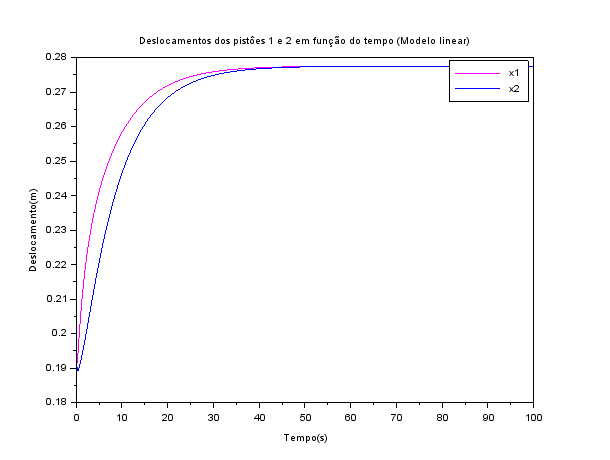 Deslocamentos dos pistões 1 e 2 em função do tempo (Modelo linear)
0.28
x1
x2
0.27
0.26
0.25
0.24
0.23
0.22
0.21
0.2
0.19
0.18
Deslocamento(m)
0 10 20 30 40 50 60 70 80 90 100
Tempo(s)